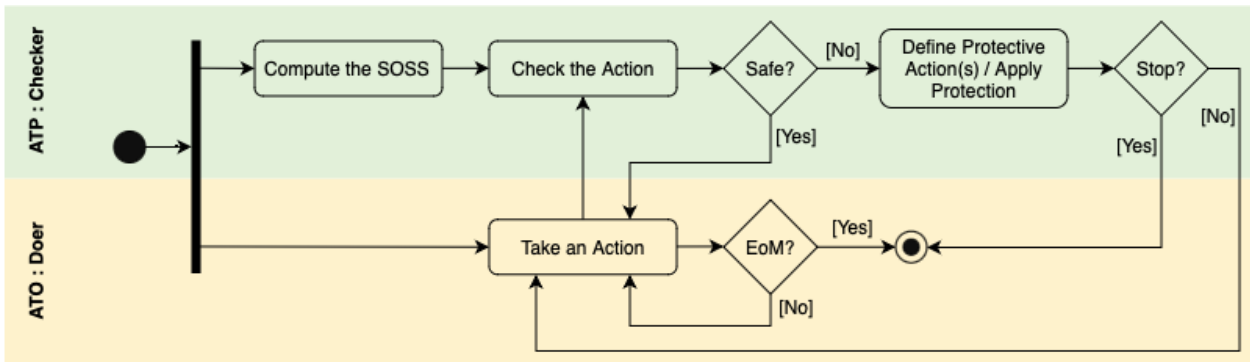 ATP : Checker
Compute the SOSS
Check the Action
Safe?
[No]
Define Protective
Action(s) / Apply
Protection
Stop?
[No]
[Yes]
[Yes]
ATO : Doer
Take an Action
EoM?
[Yes]
[No]